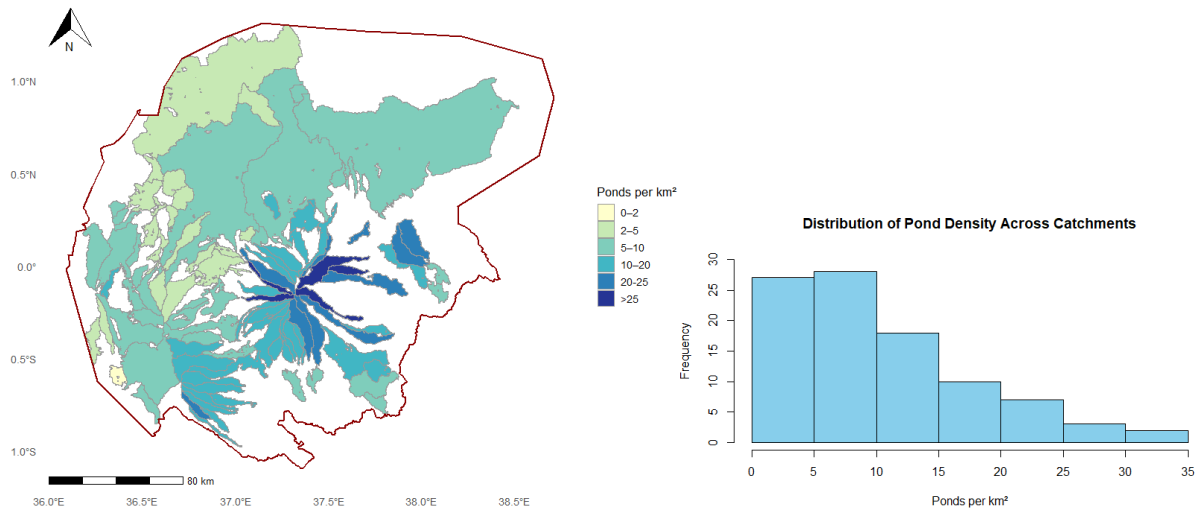 N
1.0°N
0.5°N
0.0°
0.5°S
1.0°S
80 km
36.0°E 36.5°E 37.0°E 37.5°E 38.0°E 38.5°E
Ponds per km²
0–2
2–5
5–10
10–20
20-25
>25
Distribution of Pond Density Across Catchments
Frequency
30
25
20
15
10
5
0
0 5 10 15 20 25 30 35
Ponds per km²